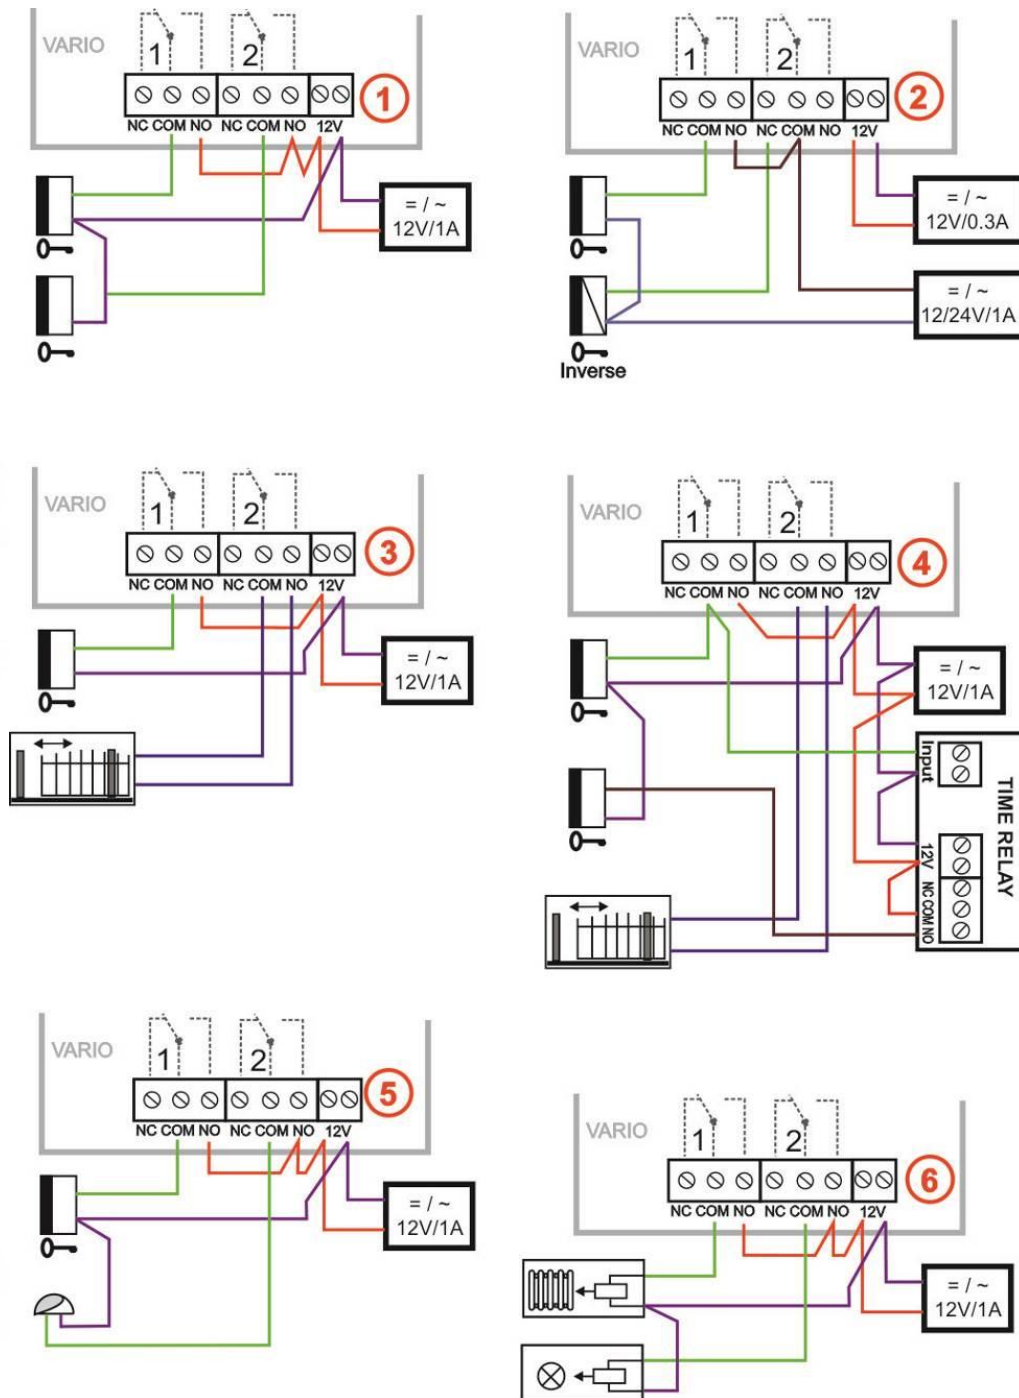 VARIO
1
2
NC COM NO NC COM NO 12V
1
= / ~
12V/1A
VARIO
1
2
NC COM NO NC COM NO 12V
2
= / ~
12V/0.3A
= / ~
12/24V/1A
Inverse
VARIO
1
2
NC COM NO NC COM NO 12V
3
= / ~
12V/1A
VARIO
1
2
NC COM NO NC COM NO 12V
4
= / ~
12V/1A
Input
12V
NC COM NO
TIME RELAY
VARIO
1
2
NC COM NO NC COM NO 12V
5
= / ~
12V/1A
VARIO
1
2
NC COM NO NC COM NO 12V
6
= / ~
12V/1A